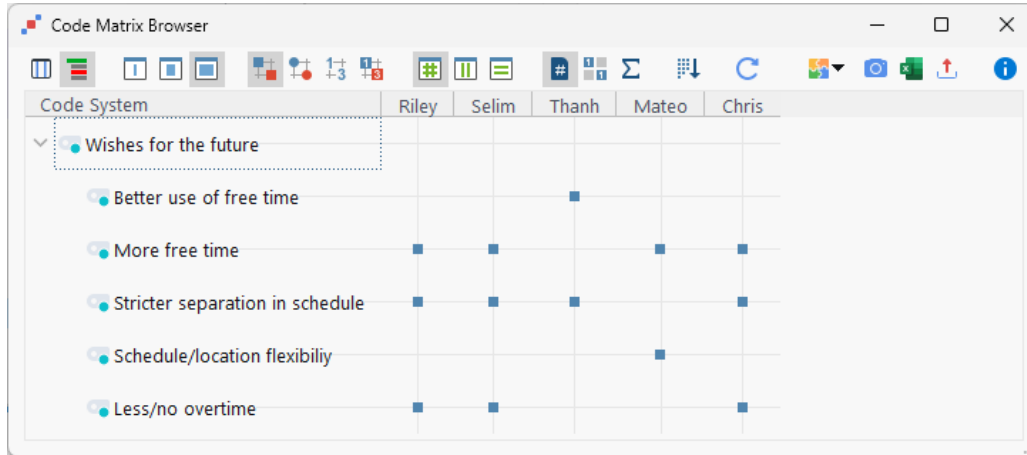 Code Matrix Browser
Code System Riley Selim Thanh Mateo Chris
Wishes for the future
Better use of free time
More free time
Stricter separation in schedule
Schedule/location flexibiliy
Less/no overtime